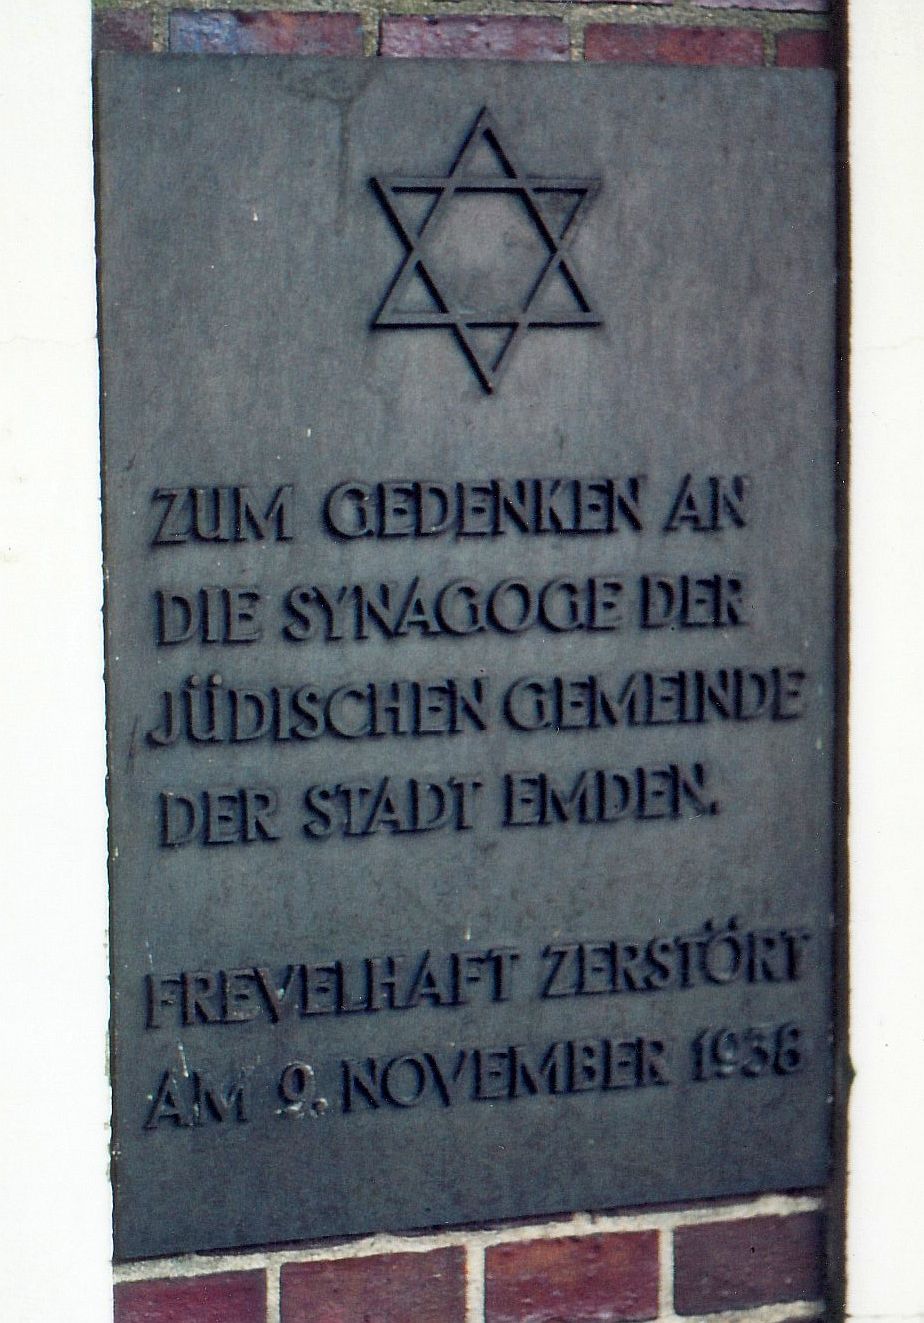 ZUM GEDENKEN AN
DIE SYNAGOGE DER
JÜDISCHEN GEMEINDE
DER STADT EMDEN.
FREVELHAFT ZERSTÖRT
AM 9. NOVEMBER 1938